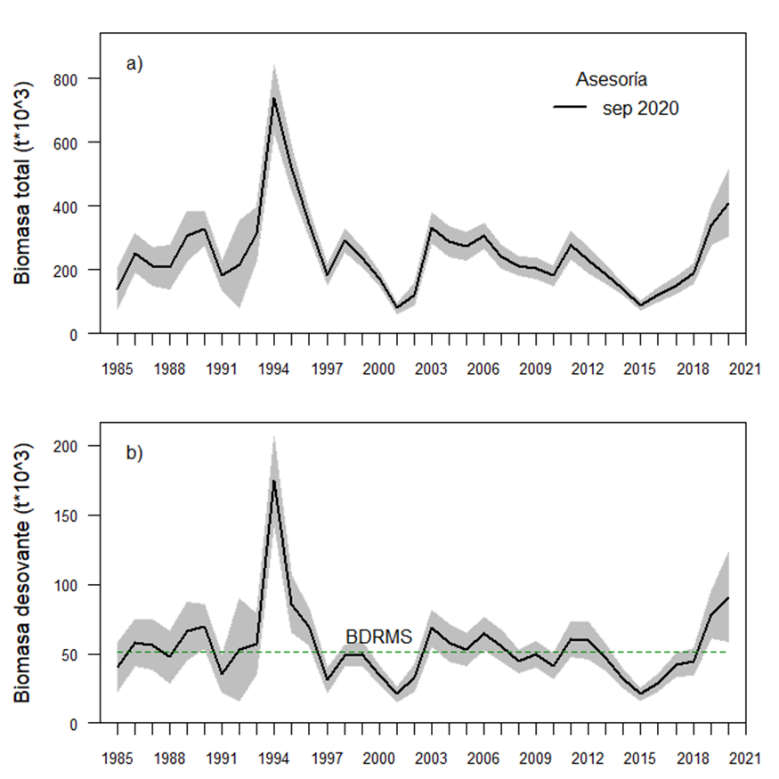 a)
Asesoría
sep 2020
Biomasa total (t*10^3)
800
600
400
200
0
1985 1988 1991 1994 1997 2000 2003 2006 2009 2012 2015 2018 2021
b)
Biomasa desovante (t*10^3)
200
150
100
50
0
BDRMS
1985 1988 1991 1994 1997 2000 2003 2006 2009 2012 2015 2018 2021